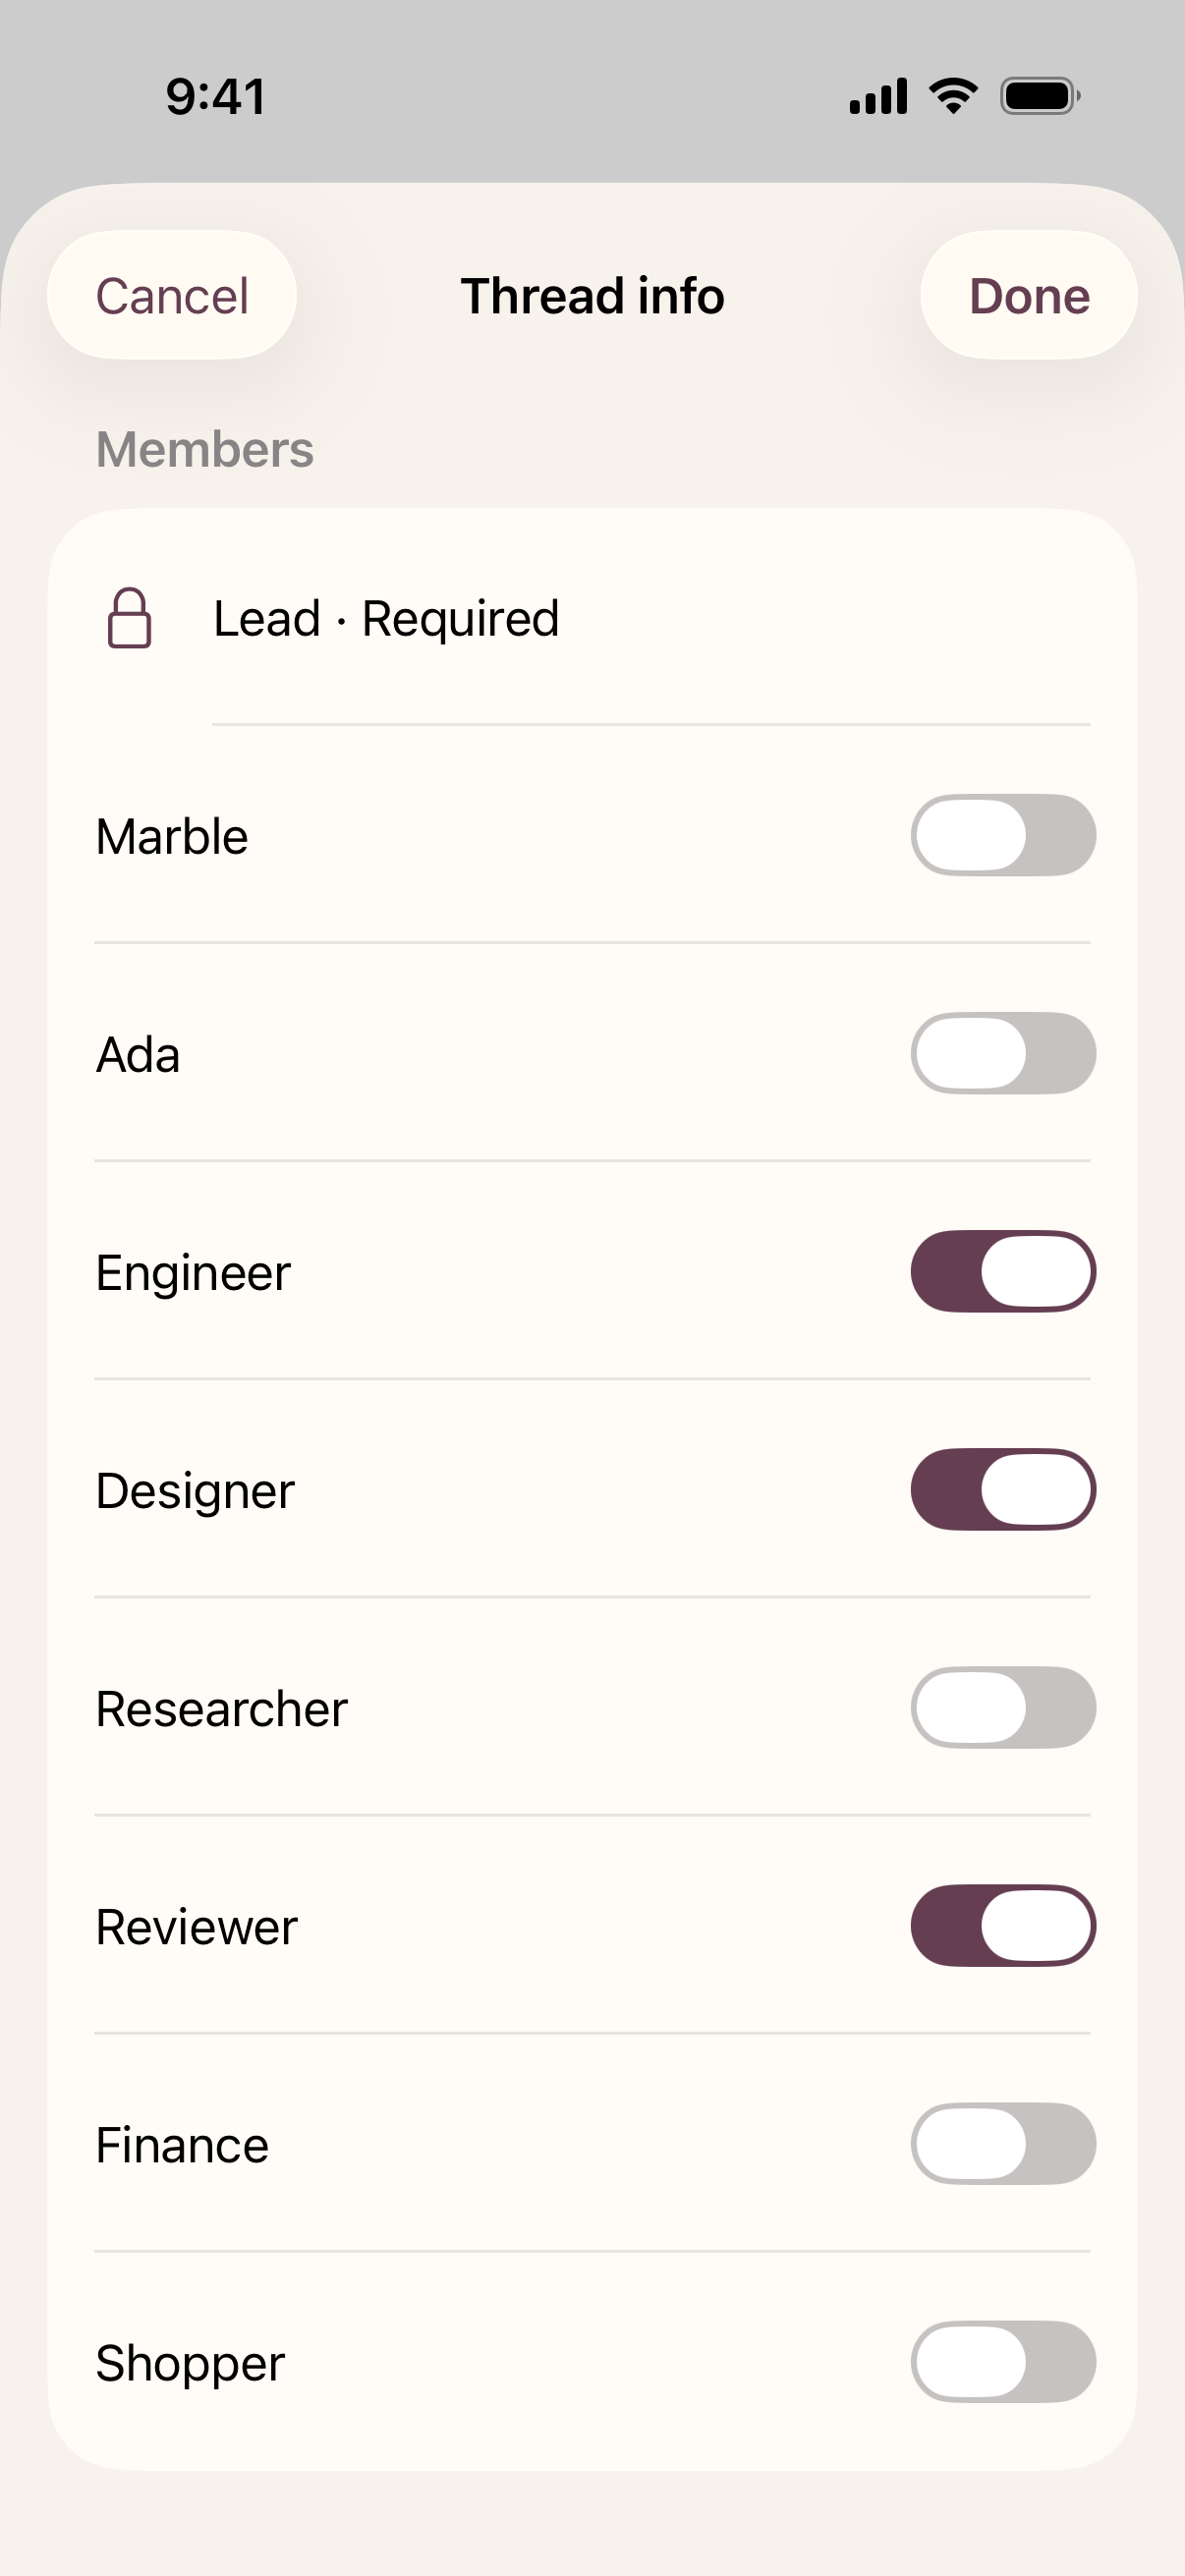 9:41
Cancel
Thread info
Done
Members
Lead · Required
Marble
Ada
Engineer
Designer
Researcher
Reviewer
Finance
Shopper